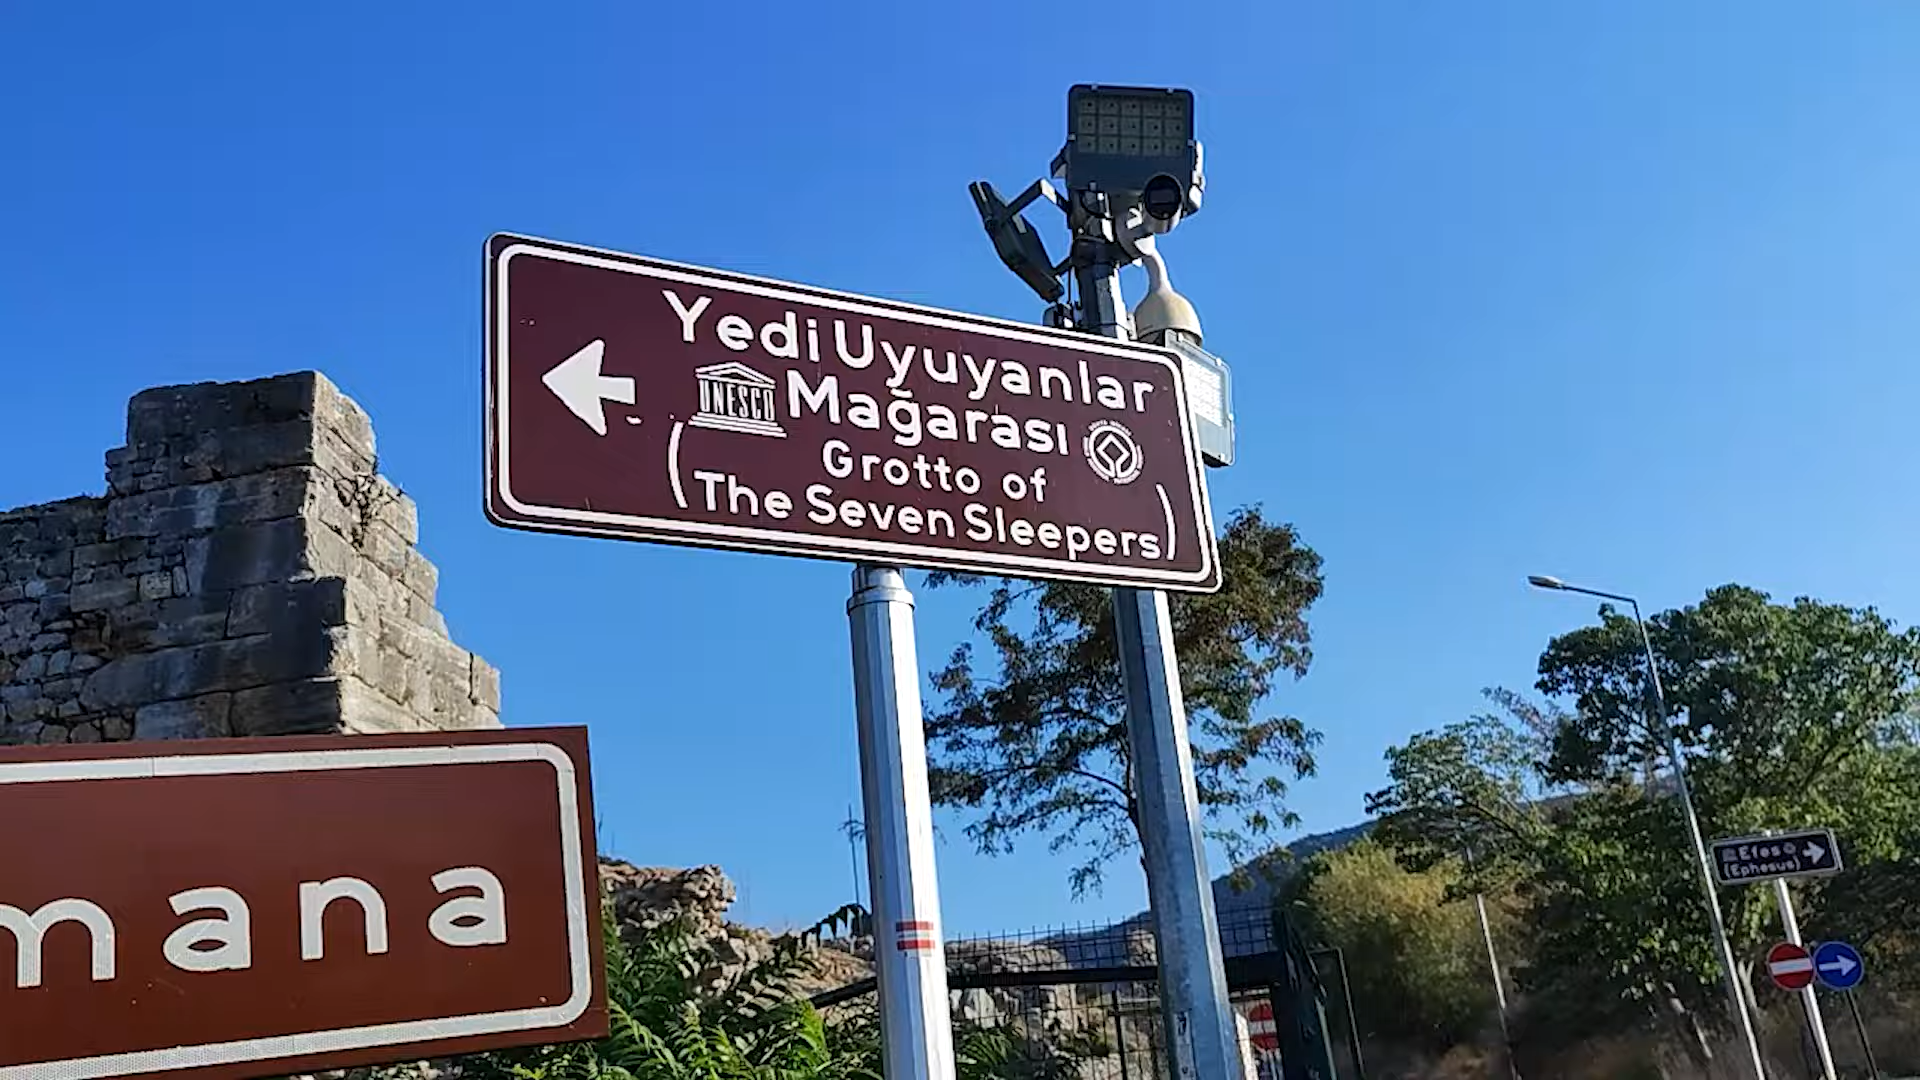 Yedi Uyuyanlar
UNESCO Mağarası
(Grotto of
The Seven Sleepers)
mana
Efes
(Ephesus)